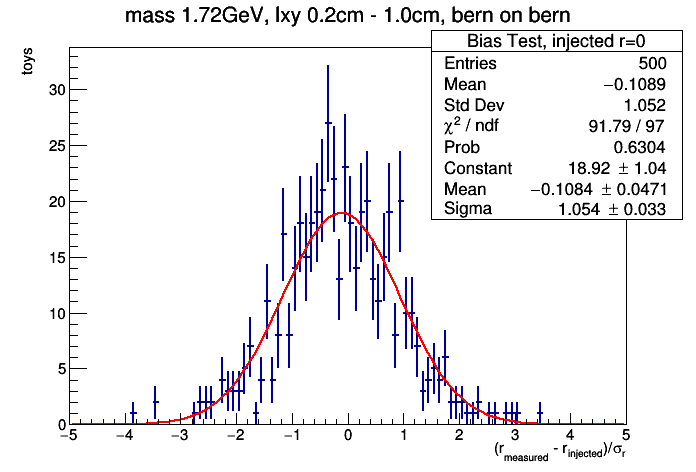 mass 1.72GeV, lxy 0.2cm - 1.0cm, bern on bern
Bias Test, injected r=0
Entries 500
Mean −0.1089
Std Dev 1.052
χ² / ndf 91.79 / 97
Prob 0.6304
Constant 18.92 ± 1.04
Mean −0.1084 ± 0.0471
Sigma 1.054 ± 0.033
toys
30
25
20
15
10
5
0
−5 −4 −3 −2 −1 0 1 2 3 4 5
(r_measured - r_injected)/σ_r